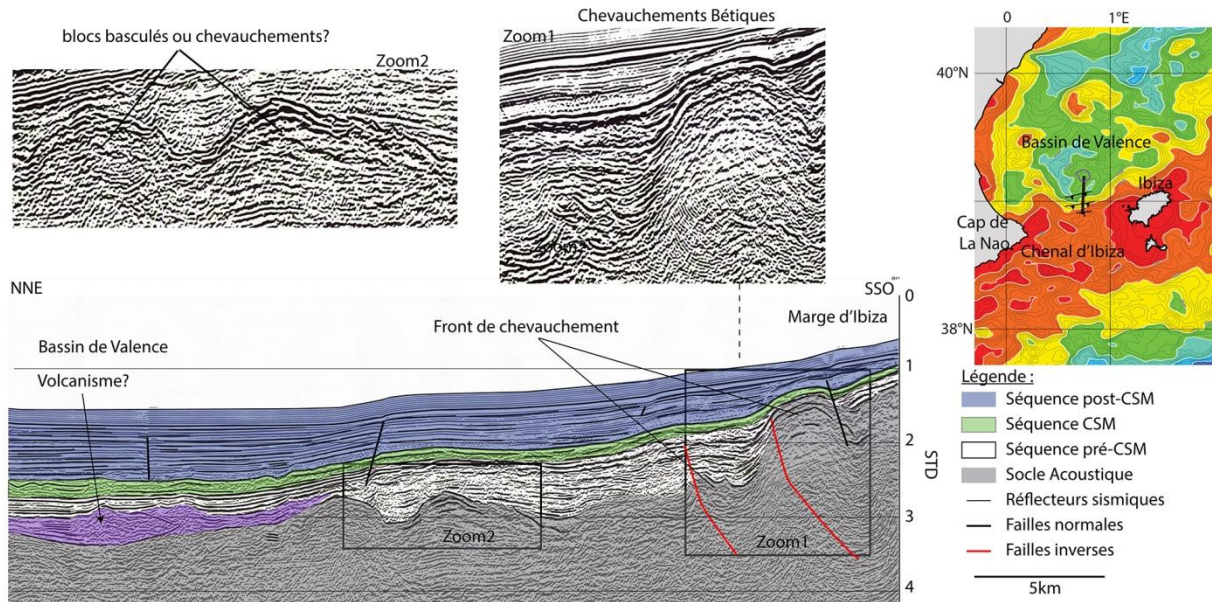 Chevauchements Bétiques
blocs basculés ou chevauchements?
Zoom2
Zoom1
0
1°E
40°N
Bassin de Valence
Ibiza
Cap de
La Nao
Chenal d'Ibiza
38°N
NNE
SSO
0
Front de chevauchement
Marge d'Ibiza
Bassin de Valence
Volcanisme?
1
2
STD
3
4
Zoom2
Zoom1
Légende :
Séquence post-CSM
Séquence CSM
Séquence pré-CSM
Socle Acoustique
Réflecteurs sismiques
Failles normales
Failles inverses
5km